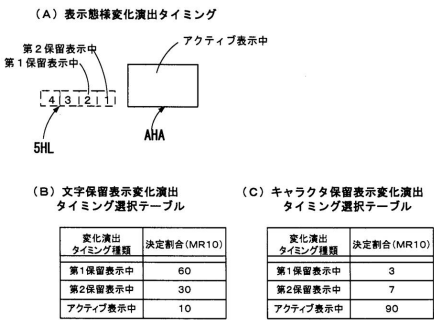 (A) 表示態様変化演出タイミング
アクティブ表示中
第2保留表示中
第1保留表示中
4 3 2 1
5HL
AHA
(B) 文字保留表示変化演出
タイミング選択テーブル
変化演出
タイミング種類
決定割合(MR10)
第1保留表示中 60
第2保留表示中 30
アクティブ表示中 10
(C) キャラクタ保留表示変化演出
タイミング選択テーブル
変化演出
タイミング種類
決定割合(MR10)
第1保留表示中 3
第2保留表示中 7
アクティブ表示中 90